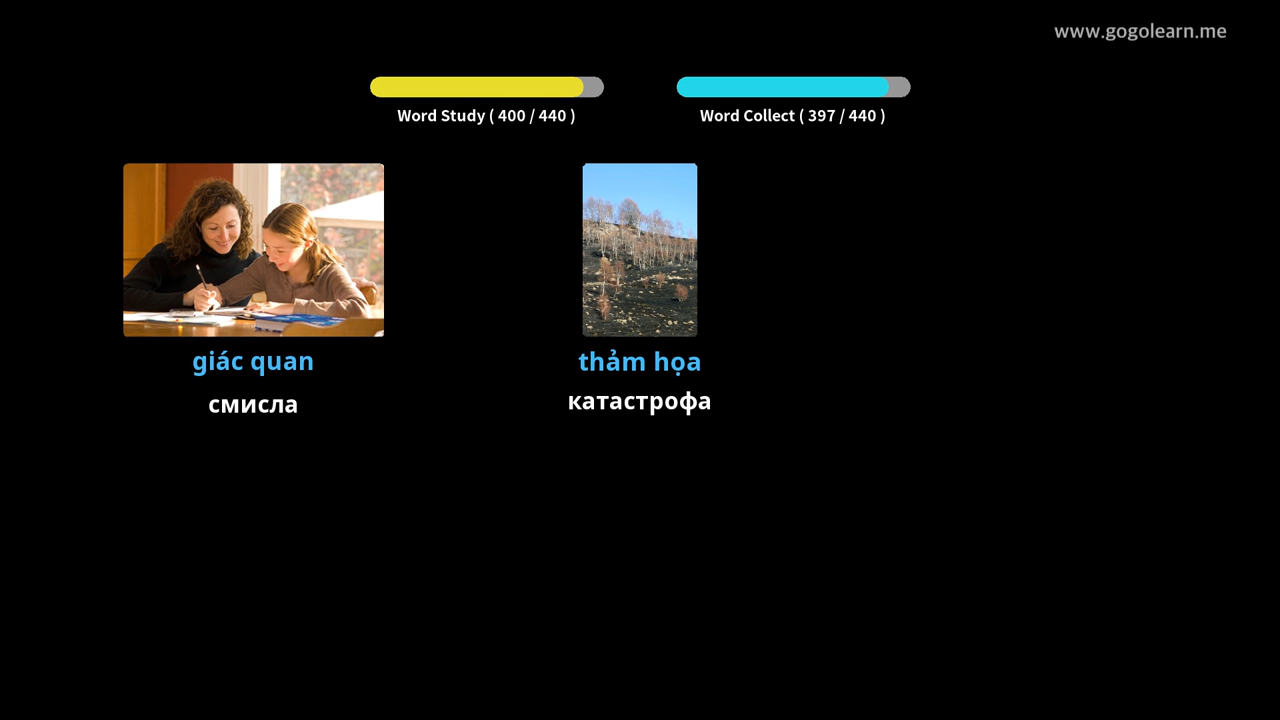 www.gogolearn.me
Word Study ( 400 / 440 )
Word Collect ( 397 / 440 )
giác quan
смисла
thảm họa
катастрофа